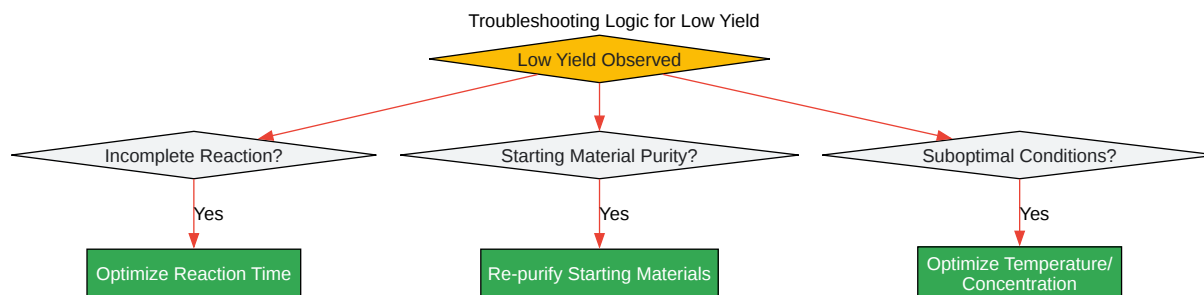 Troubleshooting Logic for Low Yield
Low Yield Observed
Incomplete Reaction?
Starting Material Purity?
Suboptimal Conditions?
Yes
Yes
Yes
Optimize Reaction Time
Re-purify Starting Materials
Optimize Temperature/
Concentration